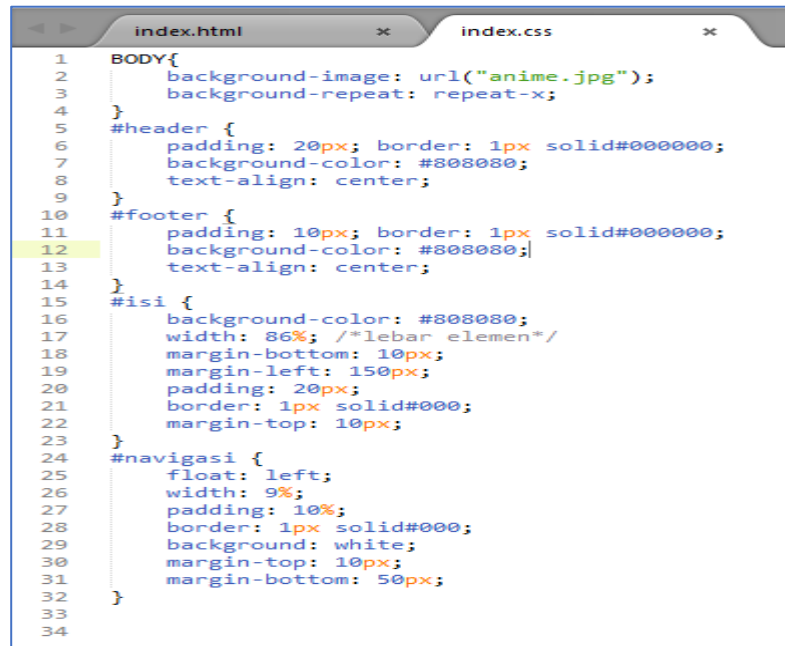 index.html × index.css ×
1 BODY{
2 background-image: url("anime.jpg");
3 background-repeat: repeat-x;
4 }
5 #header {
6 padding: 20px; border: 1px solid#000000;
7 background-color: #808080;
8 text-align: center;
9 }
10 #footer {
11 padding: 10px; border: 1px solid#000000;
12 background-color: #808080;
13 text-align: center;
14 }
15 #isi {
16 background-color: #808080;
17 width: 86%; /*lebar elemen*/
18 margin-bottom: 10px;
19 margin-left: 150px;
20 padding: 20px;
21 border: 1px solid#000;
22 margin-top: 10px;
23 }
24 #navigasi {
25 float: left;
26 width: 9%;
27 padding: 10%;
28 border: 1px solid#000;
29 background: white;
30 margin-top: 10px;
31 margin-bottom: 50px;
32 }
33
34